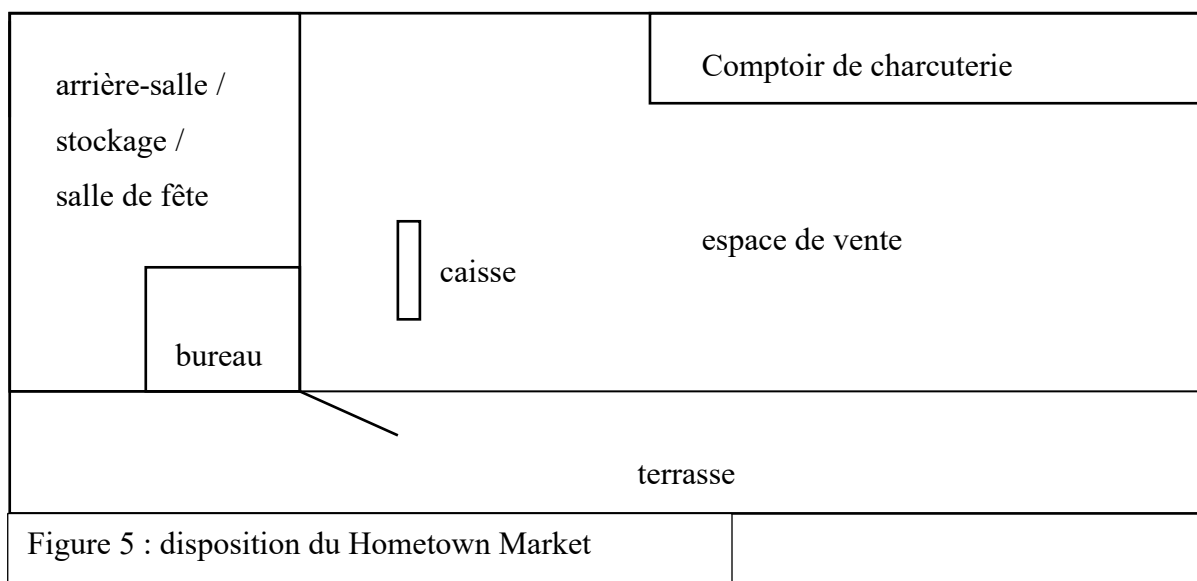 arrière-salle /
stockage /
salle de fête
Comptoir de charcuterie
espace de vente
caisse
bureau
terrasse
Figure 5 : disposition du Hometown Market